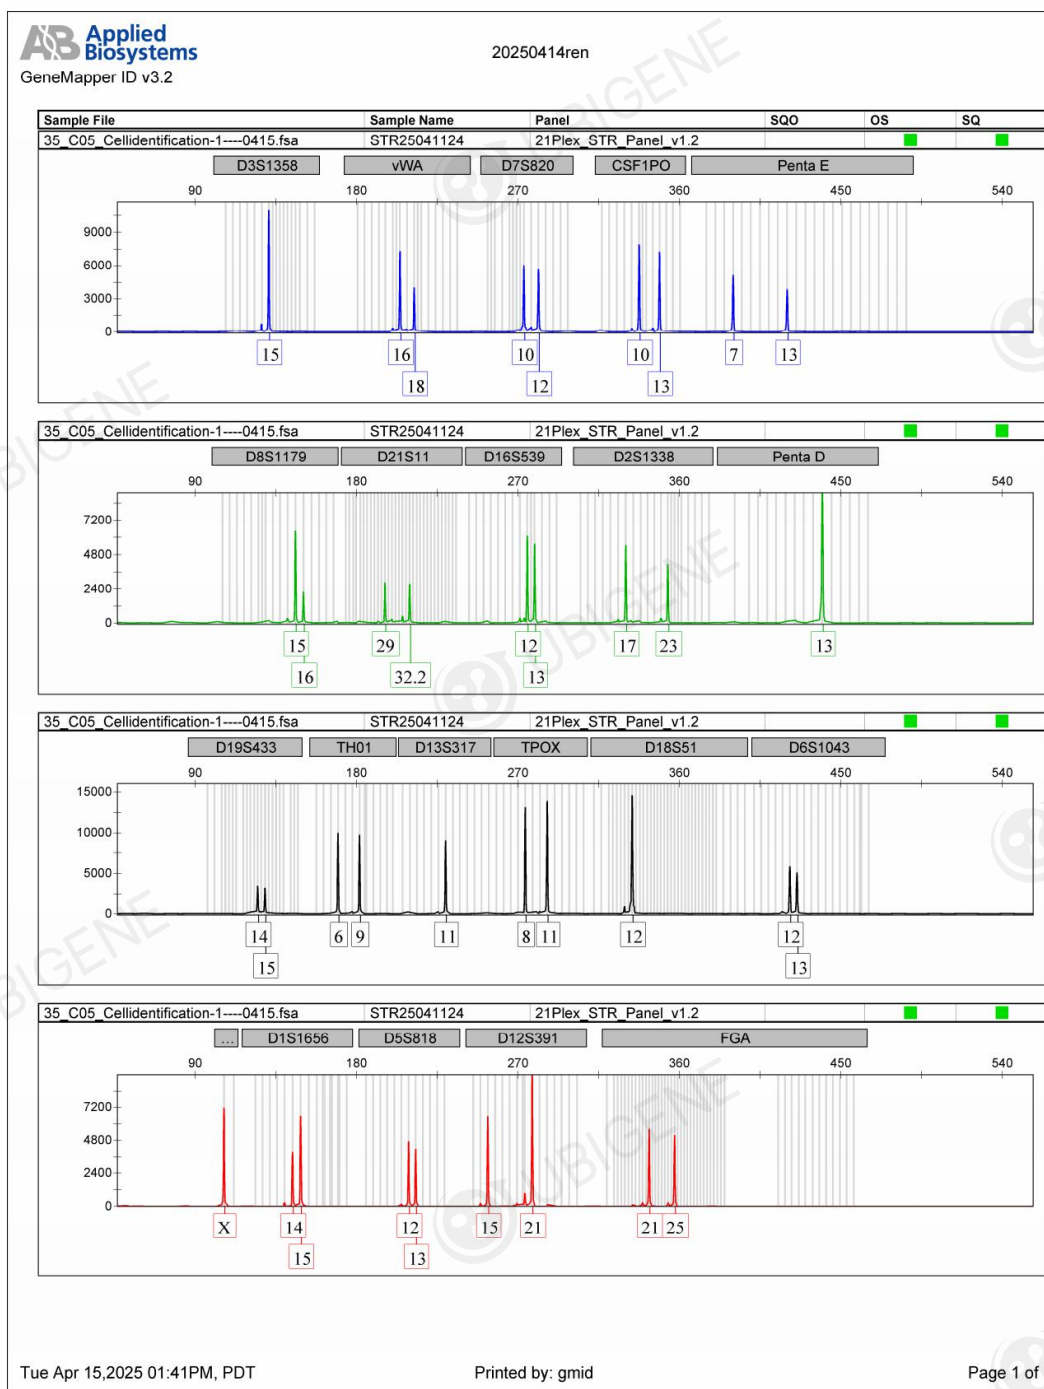 AB Applied Biosystems
GeneMapper ID v3.2
20250414ren
Sample File Sample Name Panel SQO OS SQ
35_C05_Cellidentification-1----0415.fsa STR25041124 21Plex_STR_Panel_v1.2
D3S1358 vWA D7S820 CSF1PO Penta E
90 180 270 360 450 540
9000
6000
3000
0
15 16 10 10 7 13
18 12 13
35_C05_Cellidentification-1----0415.fsa STR25041124 21Plex_STR_Panel_v1.2
D8S1179 D21S11 D16S539 D2S1338 Penta D
90 180 270 360 450 540
7200
4800
2400
0
15 29 12 17 23 13
16 32.2 13
35_C05_Cellidentification-1----0415.fsa STR25041124 21Plex_STR_Panel_v1.2
D19S433 TH01 D13S317 TPOX D18S51 D6S1043
90 180 270 360 450 540
15000
10000
5000
0
14 6 9 11 8 11 12 12
15 13
35_C05_Cellidentification-1----0415.fsa STR25041124 21Plex_STR_Panel_v1.2
... D1S1656 D5S818 D12S391 FGA
90 180 270 360 450 540
7200
4800
2400
0
X 14 12 15 21 21 25
15 13
Tue Apr 15,2025 01:41PM, PDT Printed by: gmid Page 1 of
UBIGENE
UBIGENE
UBIGENE
UBIGENE
UBIGENE